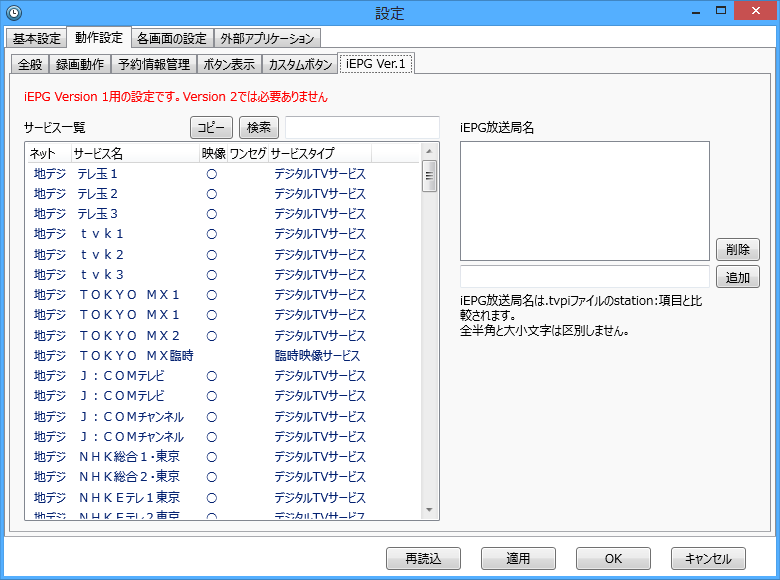 設定
基本設定 動作設定 各画面の設定 外部アプリケーション
全般 録画動作 予約情報管理 ボタン表示 カスタムボタン iEPG Ver.1
iEPG Version 1用の設定です。Version 2では必要ありません
サービス一覧 コピー 検索 iEPG放送局名
ネット サービス名 映像 ワンセグ サービスタイプ
地デジ テレ玉１ ○ デジタルTVサービス
地デジ テレ玉２ ○ デジタルTVサービス
地デジ テレ玉３ ○ デジタルTVサービス
地デジ ｔｖｋ１ ○ デジタルTVサービス
地デジ ｔｖｋ２ ○ デジタルTVサービス
地デジ ｔｖｋ３ ○ デジタルTVサービス
地デジ ＴＯＫＹＯ　ＭＸ１ ○ デジタルTVサービス
地デジ ＴＯＫＹＯ　ＭＸ１ ○ デジタルTVサービス
地デジ ＴＯＫＹＯ　ＭＸ２ ○ デジタルTVサービス
地デジ ＴＯＫＹＯ　ＭＸ臨時 臨時映像サービス
地デジ Ｊ：ＣＯＭテレビ ○ デジタルTVサービス
地デジ Ｊ：ＣＯＭテレビ ○ デジタルTVサービス
地デジ Ｊ：ＣＯＭチャンネル ○ デジタルTVサービス
地デジ Ｊ：ＣＯＭチャンネル ○ デジタルTVサービス
地デジ ＮＨＫ総合１・東京 ○ デジタルTVサービス
地デジ ＮＨＫ総合２・東京 ○ デジタルTVサービス
地デジ ＮＨＫＥテレ１東京 ○ デジタルTVサービス
地デジ ＮＨＫＥテレ２東京 ○ デジタルTVサービス
削除
追加
iEPG放送局名は.tvpiファイルのstation:項目と比
較されます。
全半角と大小文字は区別しません。
再読込 適用 OK キャンセル